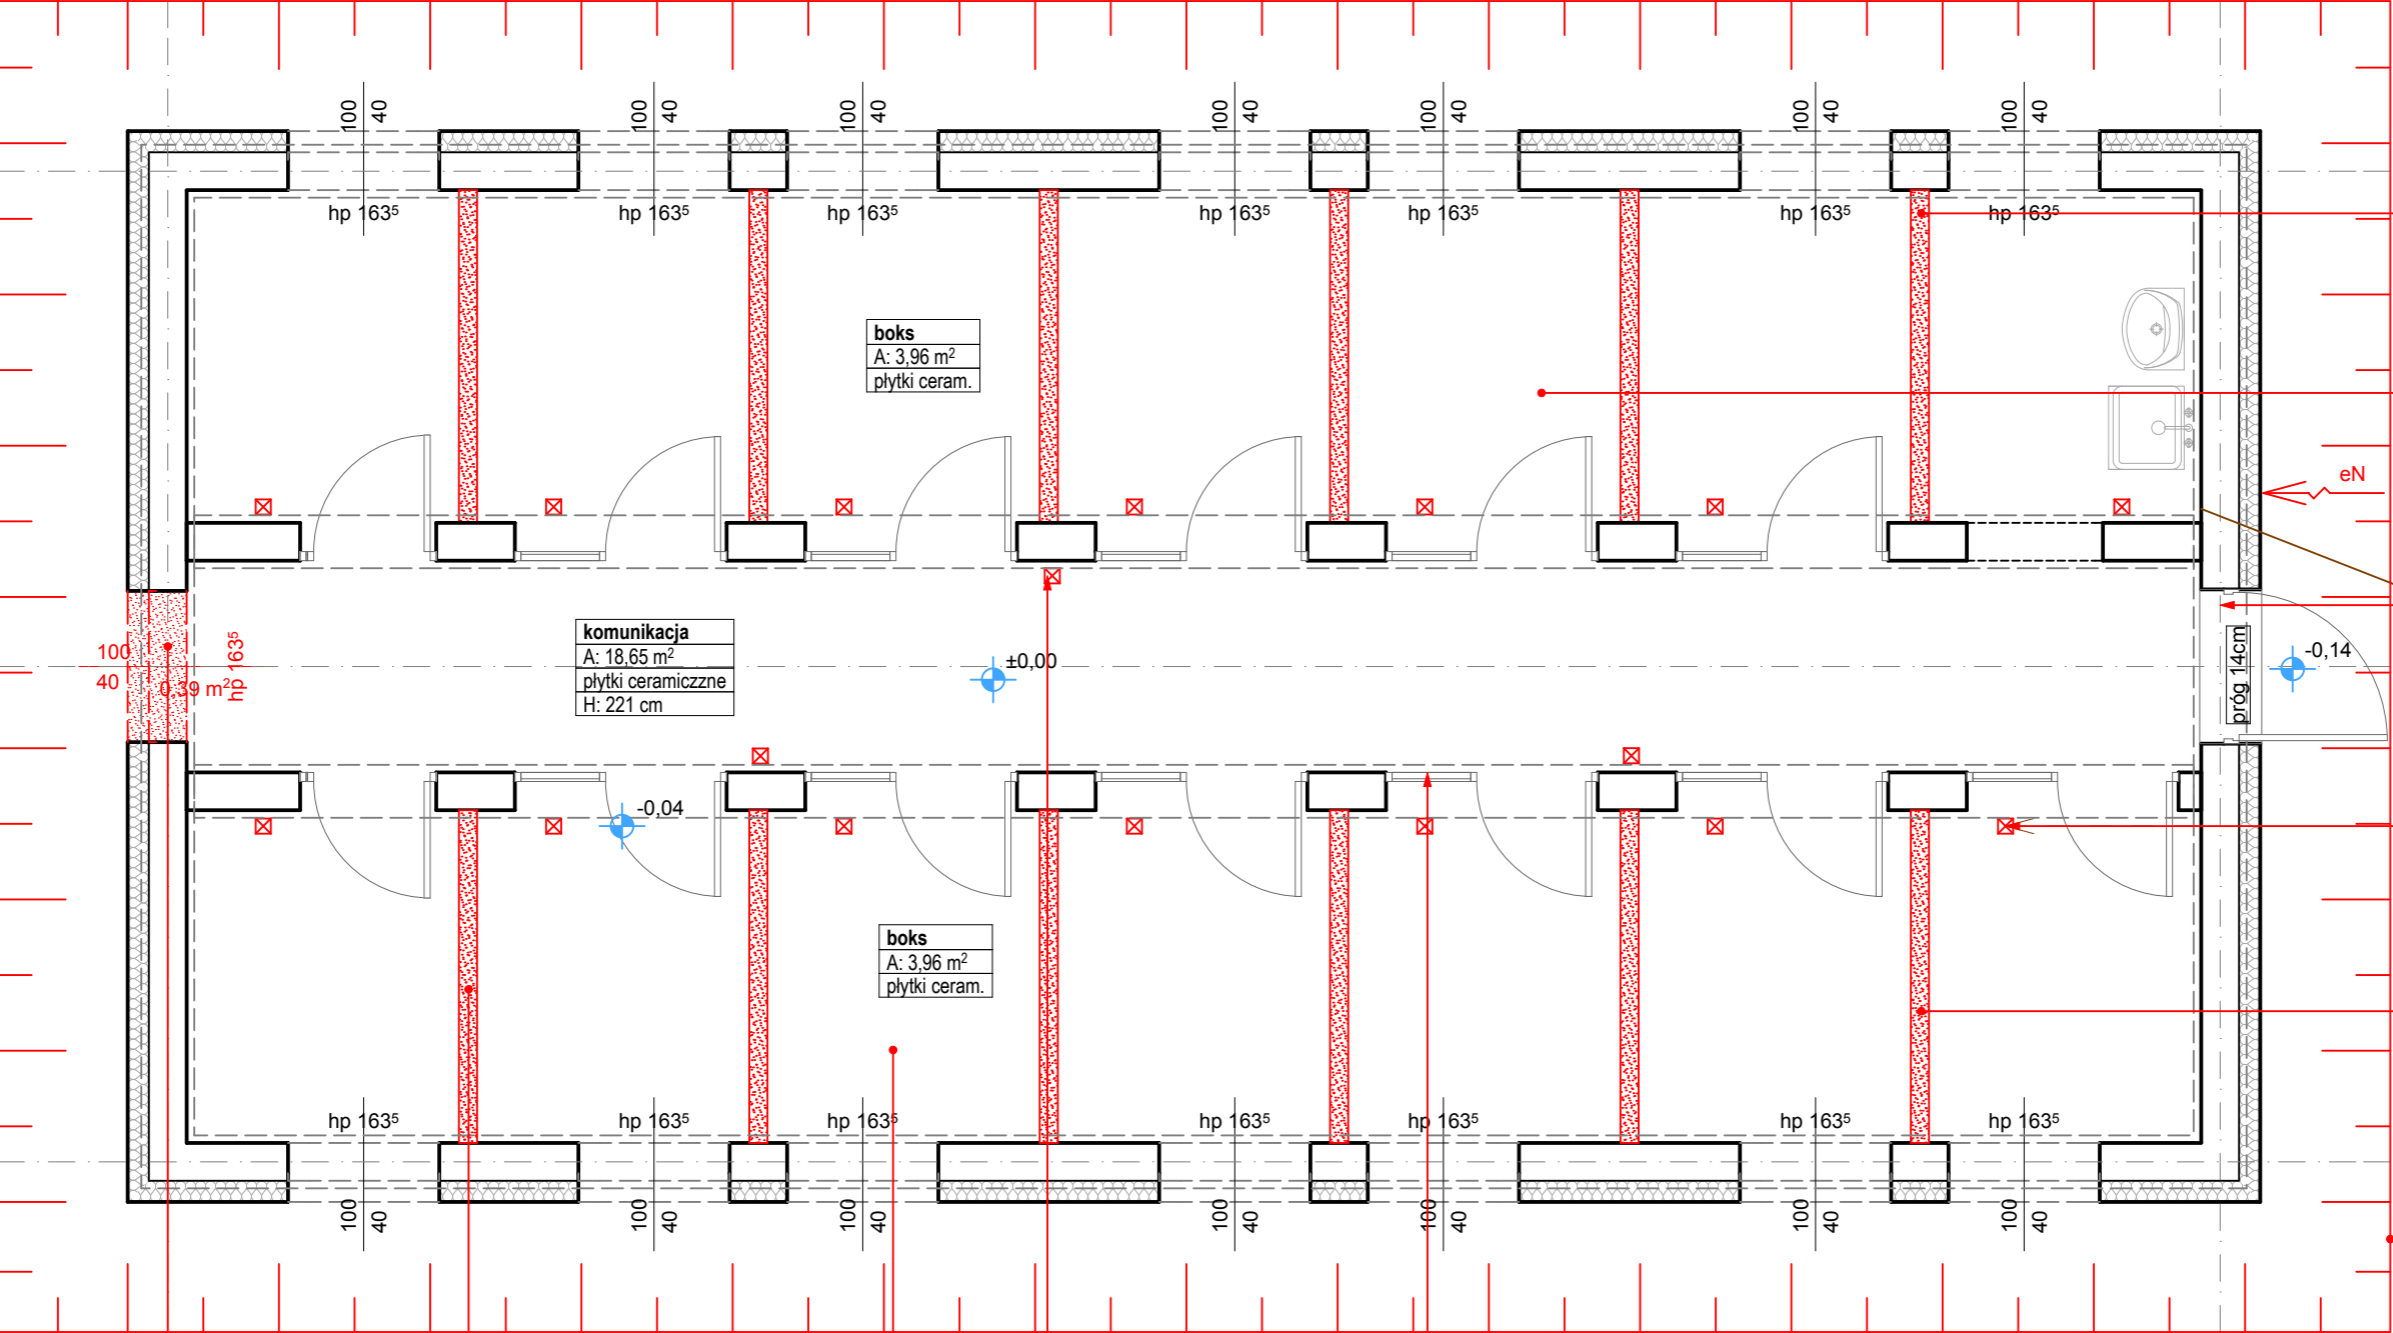 100 40
100 40
100 40
100 40
100 40
100 40
100 40
hp 163⁵
hp 163⁵
hp 163⁵
hp 163⁵
hp 163⁵
hp 163⁵
hp 163⁵
boks
A: 3,96 m²
płytki ceram.
eN
komunikacja
A: 18,65 m²
płytki ceramiczzne
H: 221 cm
±0,00
100
40
0,39 m²
hp 163⁵
próg 14cm
-0,14
-0,04
boks
A: 3,96 m²
płytki ceram.
hp 163⁵
hp 163⁵
hp 163⁵
hp 163⁵
hp 163⁵
hp 163⁵
hp 163⁵
100 40
100 40
100 40
100 40
100 40
100 40
100 40